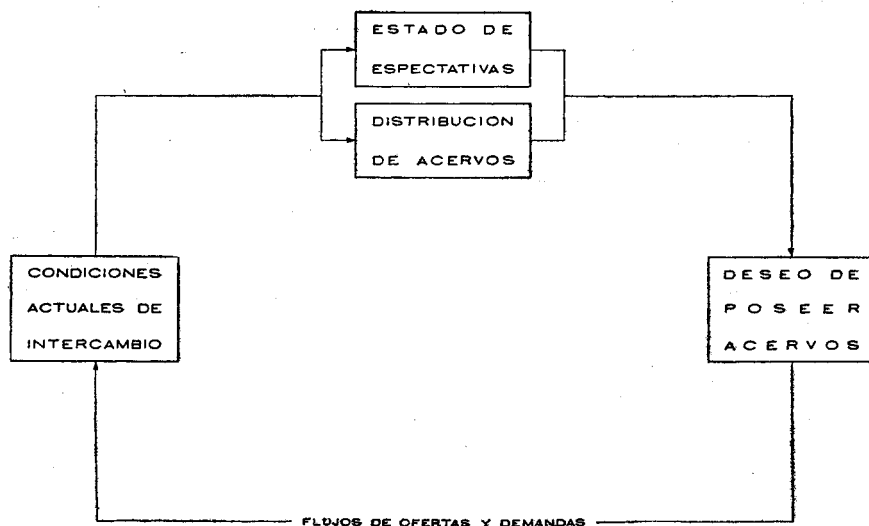 ESTADO DE
ESPECTATIVAS
DISTRIBUCION
DE ACERVOS
CONDICIONES
ACTUALES DE
INTERCAMBIO
DESEO DE
POSEER
ACERVOS
FLUJOS DE OFERTAS Y DEMANDAS